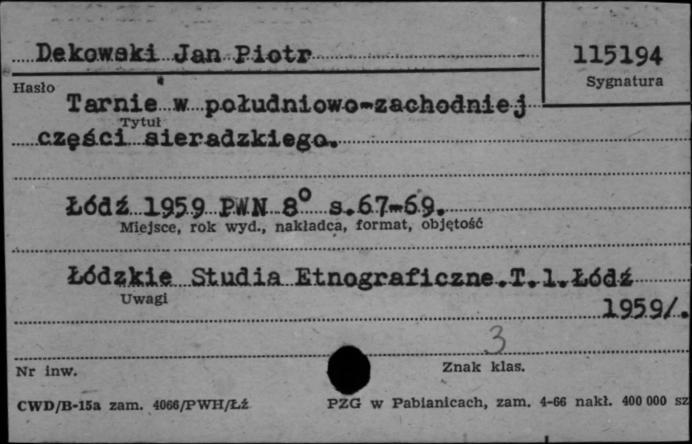 Dekowski Jan Piotr
115194
Hasło
Sygnatura
Tarnie w południowo-zachodniej
Tytuł
części sieradzkiego.
Łódź 1959 PWN 8° s.67-69.
Miejsce, rok wyd., nakładca, format, objętość
Łódzkie Studia Etnograficzne.T.1.Łódź
Uwagi
1959/.
3
Nr inw.
Znak klas.
CWD/B-15a zam. 4066/PWH/Łż
PZG w Pabianicach, zam. 4-66 nakł. 400 000 sz